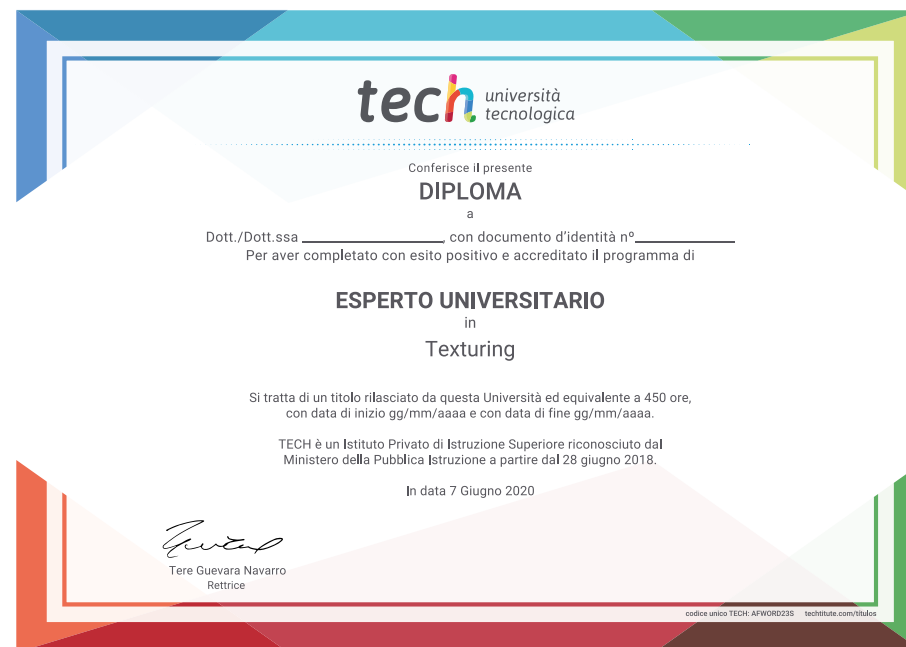 tech università
tecnologica
Conferisce il presente
DIPLOMA
a
Dott./Dott.ssa ____________________, con documento d'identità nº______________
Per aver completato con esito positivo e accreditato il programma di
ESPERTO UNIVERSITARIO
in
Texturing
Si tratta di un titolo rilasciato da questa Università ed equivalente a 450 ore,
con data di inizio gg/mm/aaaa e con data di fine gg/mm/aaaa.
TECH è un Istituto Privato di Istruzione Superiore riconosciuto dal
Ministero della Pubblica Istruzione a partire dal 28 giugno 2018.
In data 7 Giugno 2020
Tere Guevara Navarro
Rettrice
codice unico TECH: AFWORD23S techtitute.com/titulos